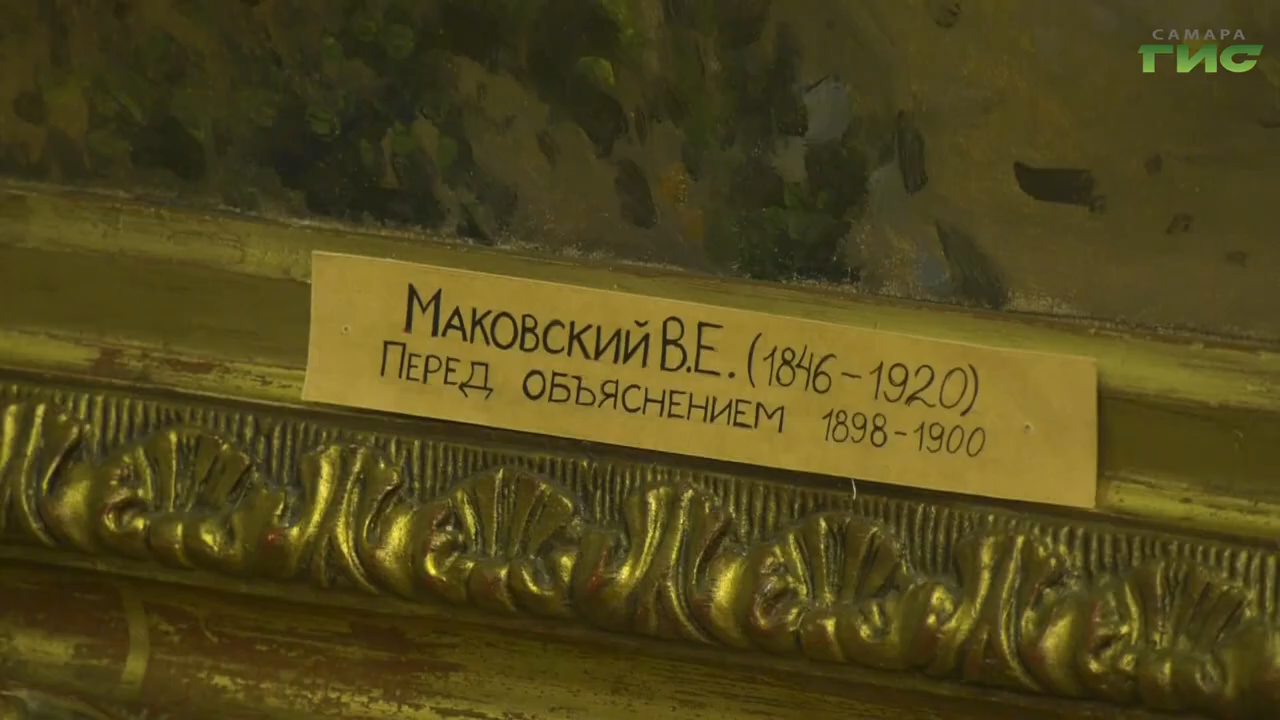 САМАРА
ГИС
Маковский В.Е. (1846-1920)
Перед объяснением 1898-1900